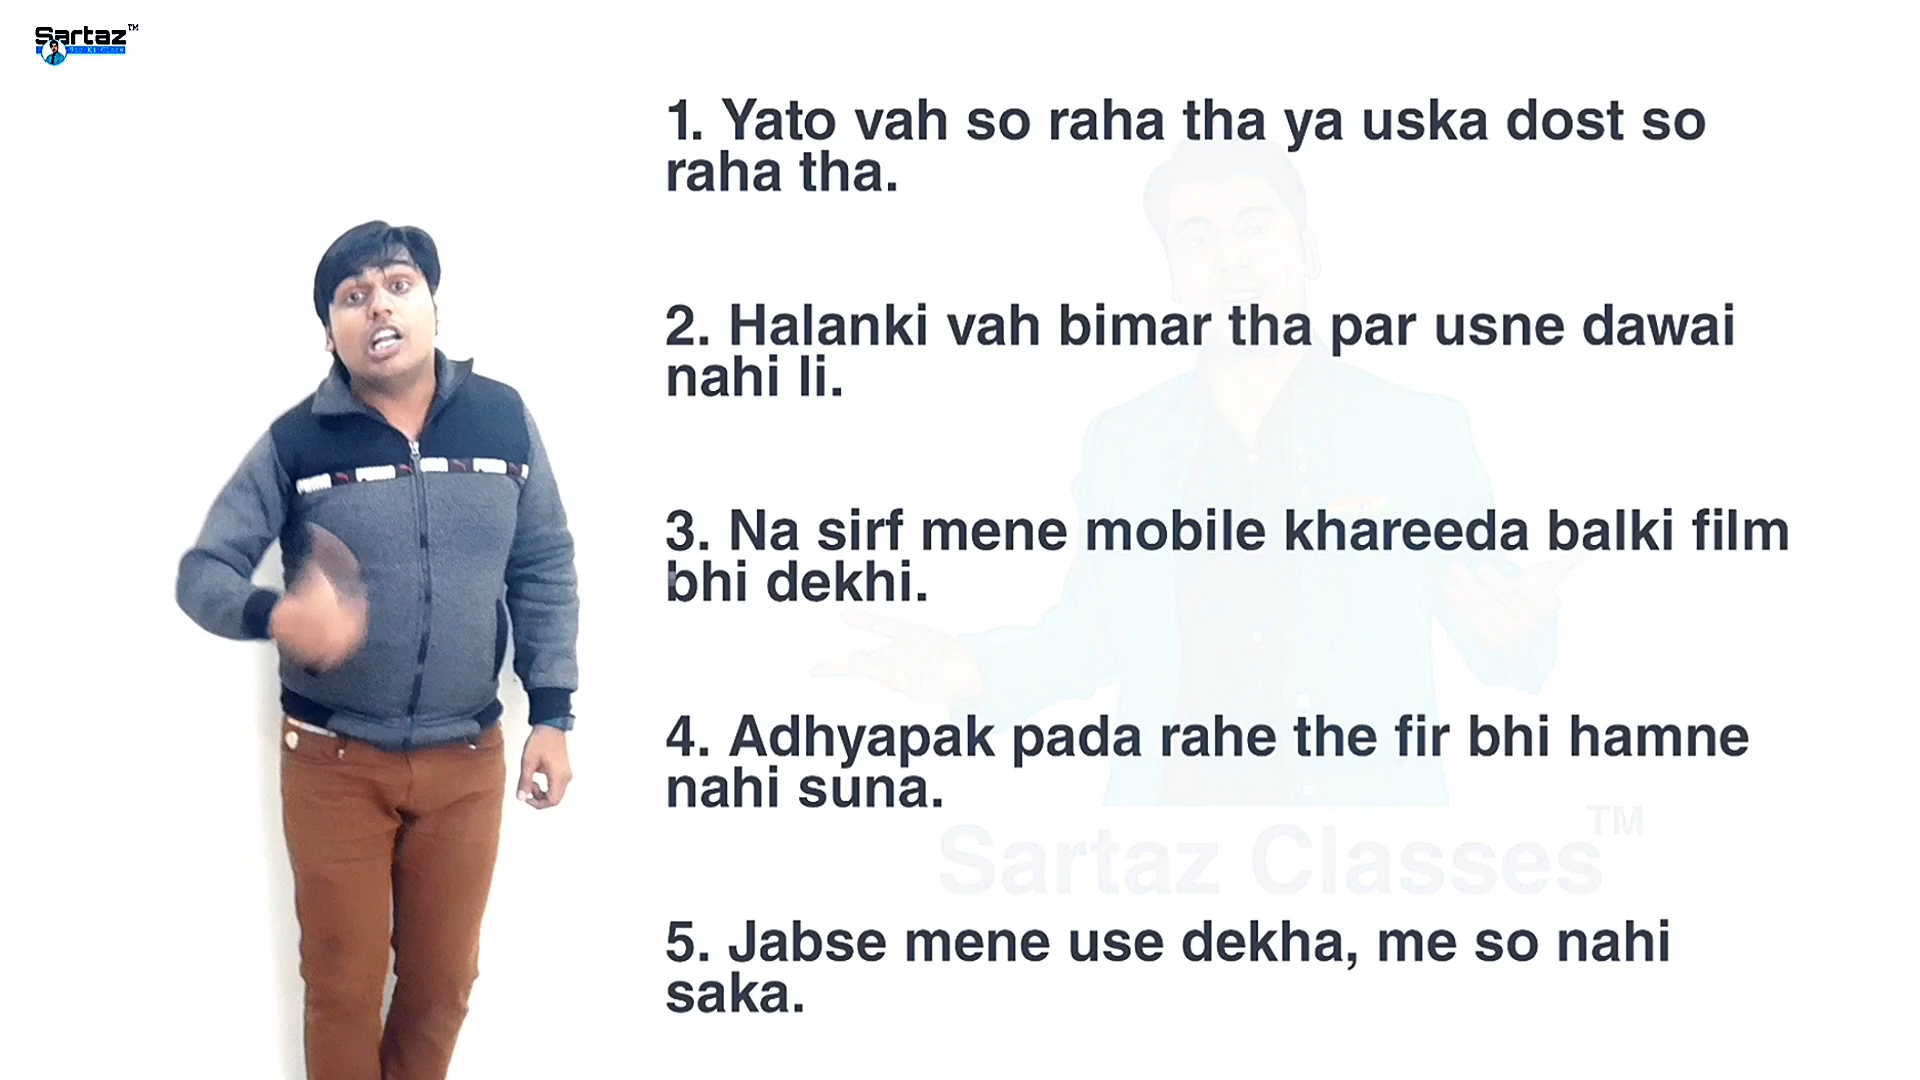 Sartaz™
1. Yato vah so raha tha ya uska dost so
raha tha.
2. Halanki vah bimar tha par usne dawai
nahi li.
3. Na sirf mene mobile khareeda balki film
bhi dekhi.
4. Adhyapak pada rahe the fir bhi hamne
nahi suna.
Sartaz Classes™
5. Jabse mene use dekha, me so nahi
saka.